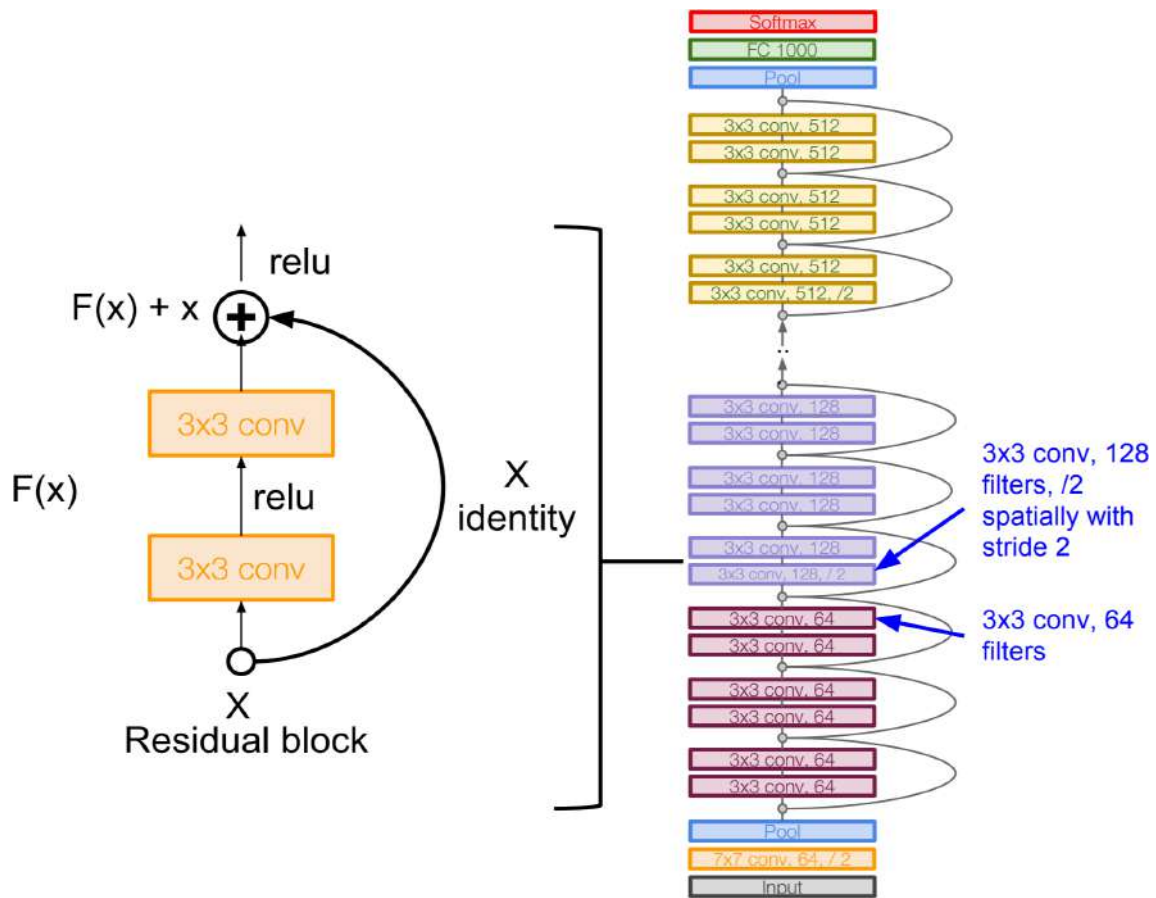 relu
F(x) + x
3x3 conv
F(x)
relu
3x3 conv
X
Residual block
X
identity
Softmax
FC 1000
Pool
3x3 conv, 512
3x3 conv, 512
3x3 conv, 512
3x3 conv, 512
3x3 conv, 512
3x3 conv, 512, /2
..
3x3 conv, 128
3x3 conv, 128
3x3 conv, 128
3x3 conv, 128
3x3 conv, 128
3x3 conv, 128, / 2
3x3 conv, 64
3x3 conv, 64
3x3 conv, 64
3x3 conv, 64
3x3 conv, 64
3x3 conv, 64
Pool
7x7 conv, 64, / 2
Input
3x3 conv, 128
filters, /2
spatially with
stride 2
3x3 conv, 64
filters